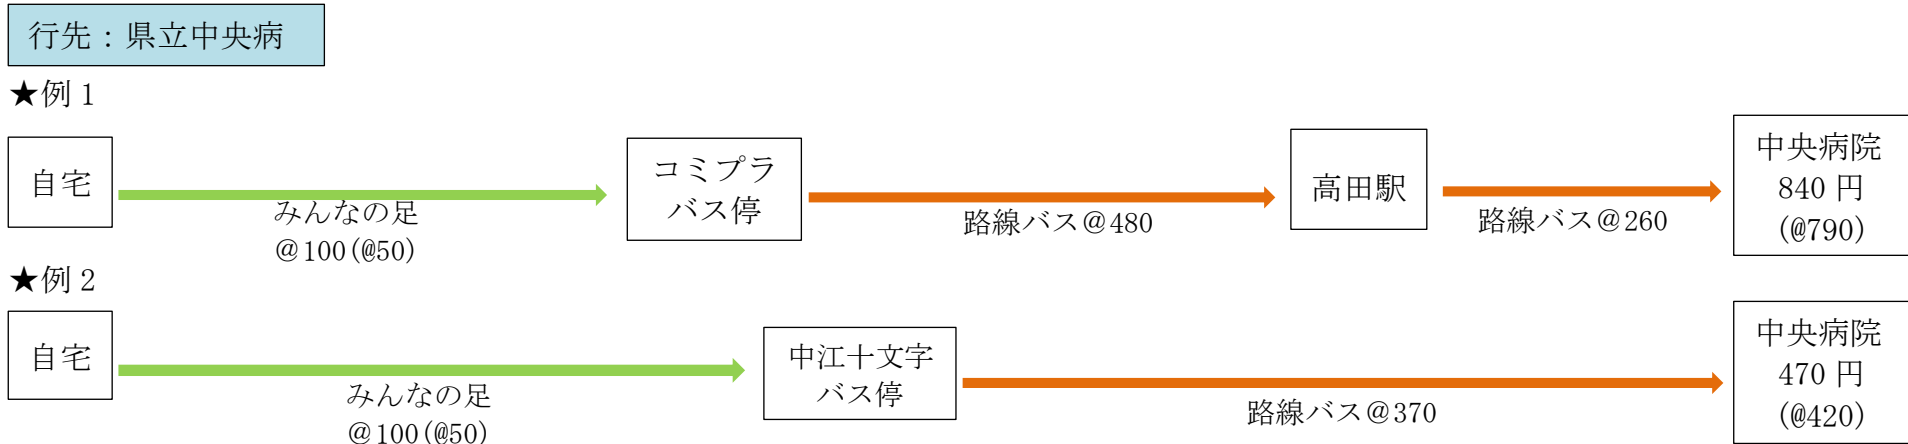 行先：県立中央病
★例 1
自宅
みんなの足
＠100(@50)
コミプラ
バス停
路線バス＠480
高田駅
路線バス＠260
中央病院
840 円
(@790)
★例 2
自宅
みんなの足
＠100(@50)
中江十文字
バス停
路線バス＠370
中央病院
470 円
(@420)